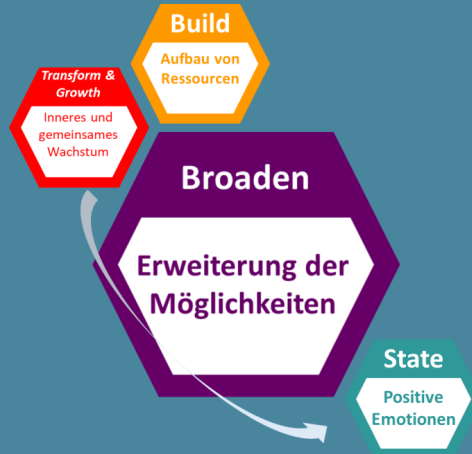 Build
Aufbau von
Ressourcen
Transform &
Growth
Inneres und
gemeinsames
Wachstum
Broaden
Erweiterung der
Möglichkeiten
State
Positive
Emotionen